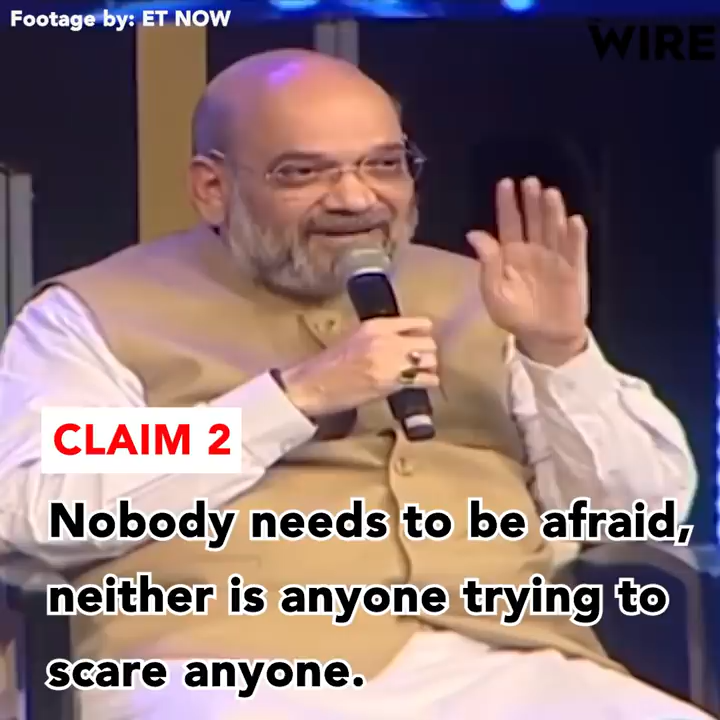 Footage by: ET NOW
WIRE
CLAIM 2
Nobody needs to be afraid,
neither is anyone trying to
scare anyone.